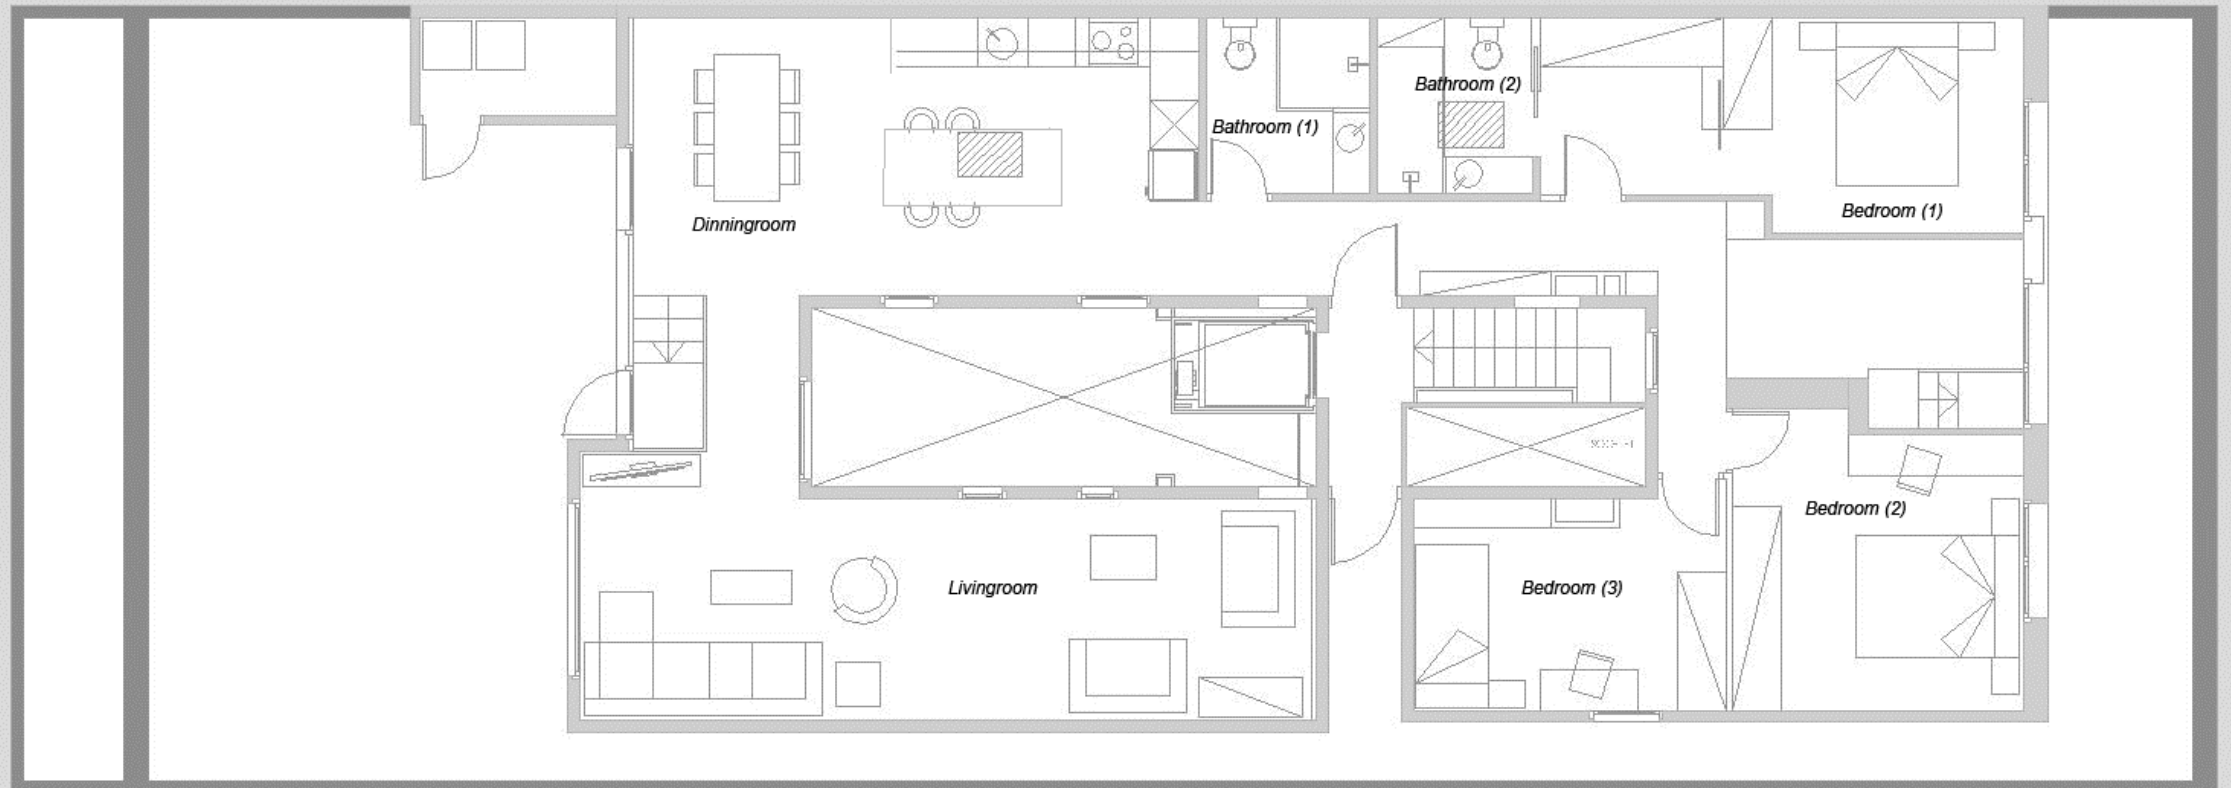 Bathroom (2)
Bathroom (1)
Dinningroom
Bedroom (1)
Bedroom (2)
Livingroom
Bedroom (3)